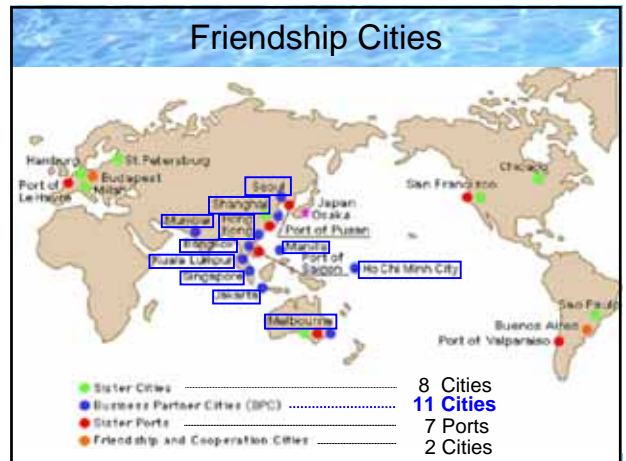 Friendship Cities
Hamburg
St.Petersburg
Budapest
Port of
Le Havre
Milan
Seoul
Shanghai
Japan
Osaka
Mumbai
Hong
Kong
Port of Pusan
Bangkok
Manila
Kuala Lumpur
Port of
Saigon
Ho Chi Minh City
Singapore
Jakarta
Melbourne
Chicago
San Francisco
Sao Paulo
Buenos Aires
Port of Valparaiso
Sister Cities 8 Cities
Business Partner Cities (BPC) 11 Cities
Sister Ports 7 Ports
Friendship and Cooperation Cities 2 Cities